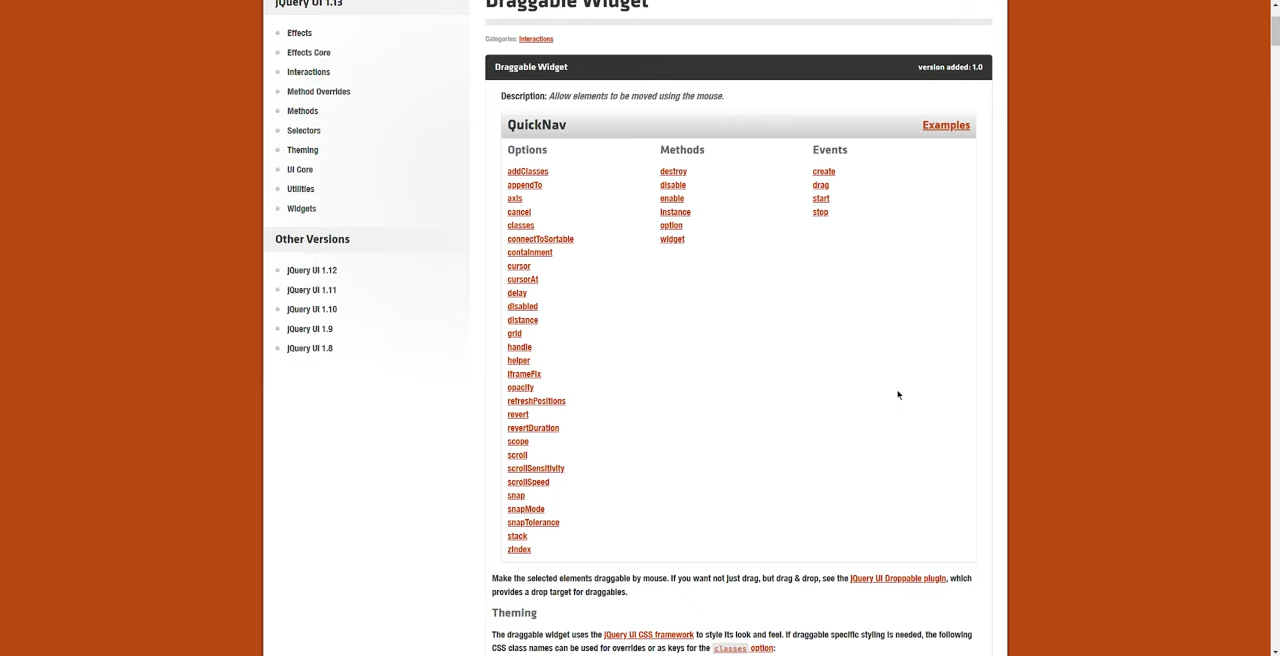 jQuery UI 1.13
Effects
Effects Core
Interactions
Method Overrides
Methods
Selectors
Theming
UI Core
Utilities
Widgets
Other Versions
jQuery UI 1.12
jQuery UI 1.11
jQuery UI 1.10
jQuery UI 1.9
jQuery UI 1.8
Draggable Widget
Categories: Interactions
Draggable Widget version added: 1.0
Description: Allow elements to be moved using the mouse.
QuickNav Examples
Options
addClasses
appendTo
axis
cancel
classes
connectToSortable
containment
cursor
cursorAt
delay
disabled
distance
grid
handle
helper
iframeFix
opacity
refreshPositions
revert
revertDuration
scope
scroll
scrollSensitivity
scrollSpeed
snap
snapMode
snapTolerance
stack
zIndex
Methods
destroy
disable
enable
instance
option
widget
Events
create
drag
start
stop
Make the selected elements draggable by mouse. If you want not just drag, but drag & drop, see the jQuery UI Droppable plugin, which
provides a drop target for draggables.
Theming
The draggable widget uses the jQuery UI CSS framework to style its look and feel. If draggable specific styling is needed, the following
CSS class names can be used for overrides or as keys for the classes option: